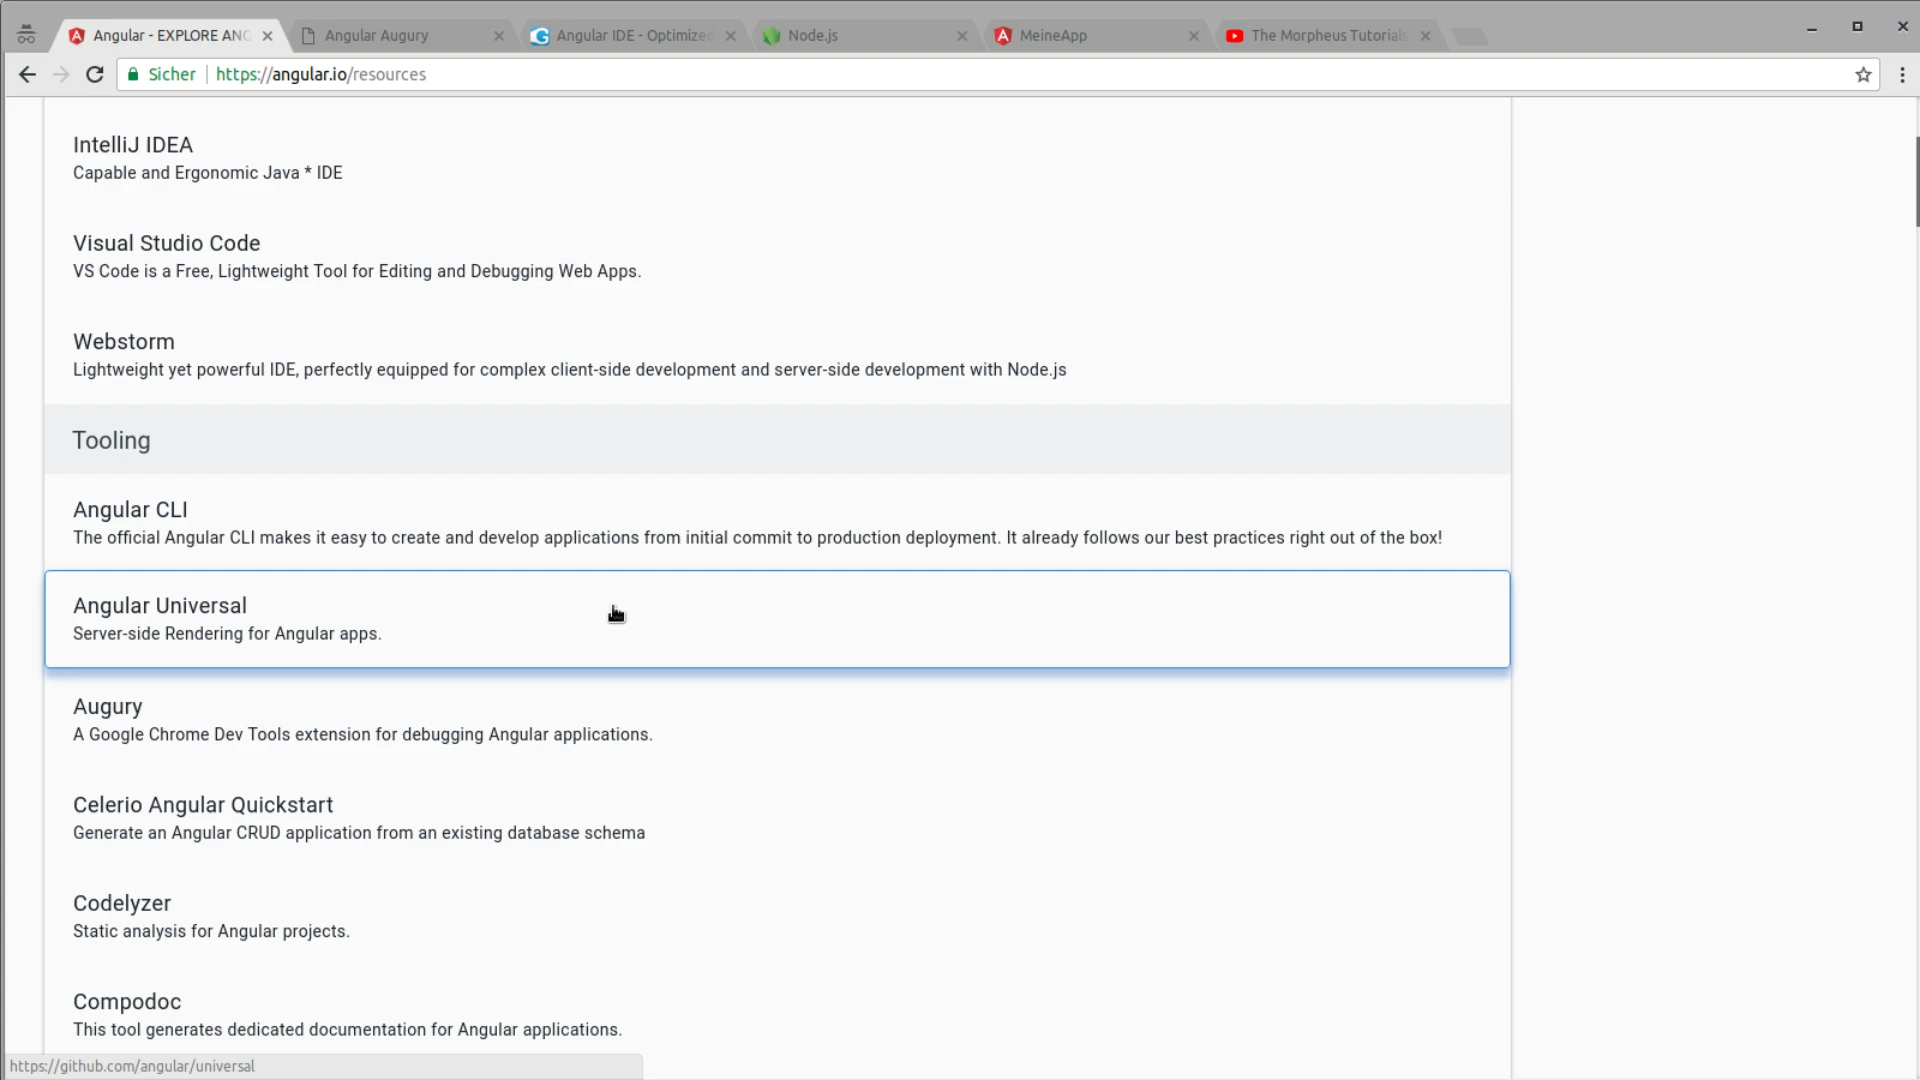 Angular - EXPLORE ANG
Angular Augury
Angular IDE - Optimized
Node.js
MeineApp
The Morpheus Tutorials
Sicher
https://angular.io/resources
IntelliJ IDEA
Capable and Ergonomic Java * IDE
Visual Studio Code
VS Code is a Free, Lightweight Tool for Editing and Debugging Web Apps.
Webstorm
Lightweight yet powerful IDE, perfectly equipped for complex client-side development and server-side development with Node.js
Tooling
Angular CLI
The official Angular CLI makes it easy to create and develop applications from initial commit to production deployment. It already follows our best practices right out of the box!
Angular Universal
Server-side Rendering for Angular apps.
Augury
A Google Chrome Dev Tools extension for debugging Angular applications.
Celerio Angular Quickstart
Generate an Angular CRUD application from an existing database schema
Codelyzer
Static analysis for Angular projects.
Compodoc
This tool generates dedicated documentation for Angular applications.
https://github.com/angular/universal